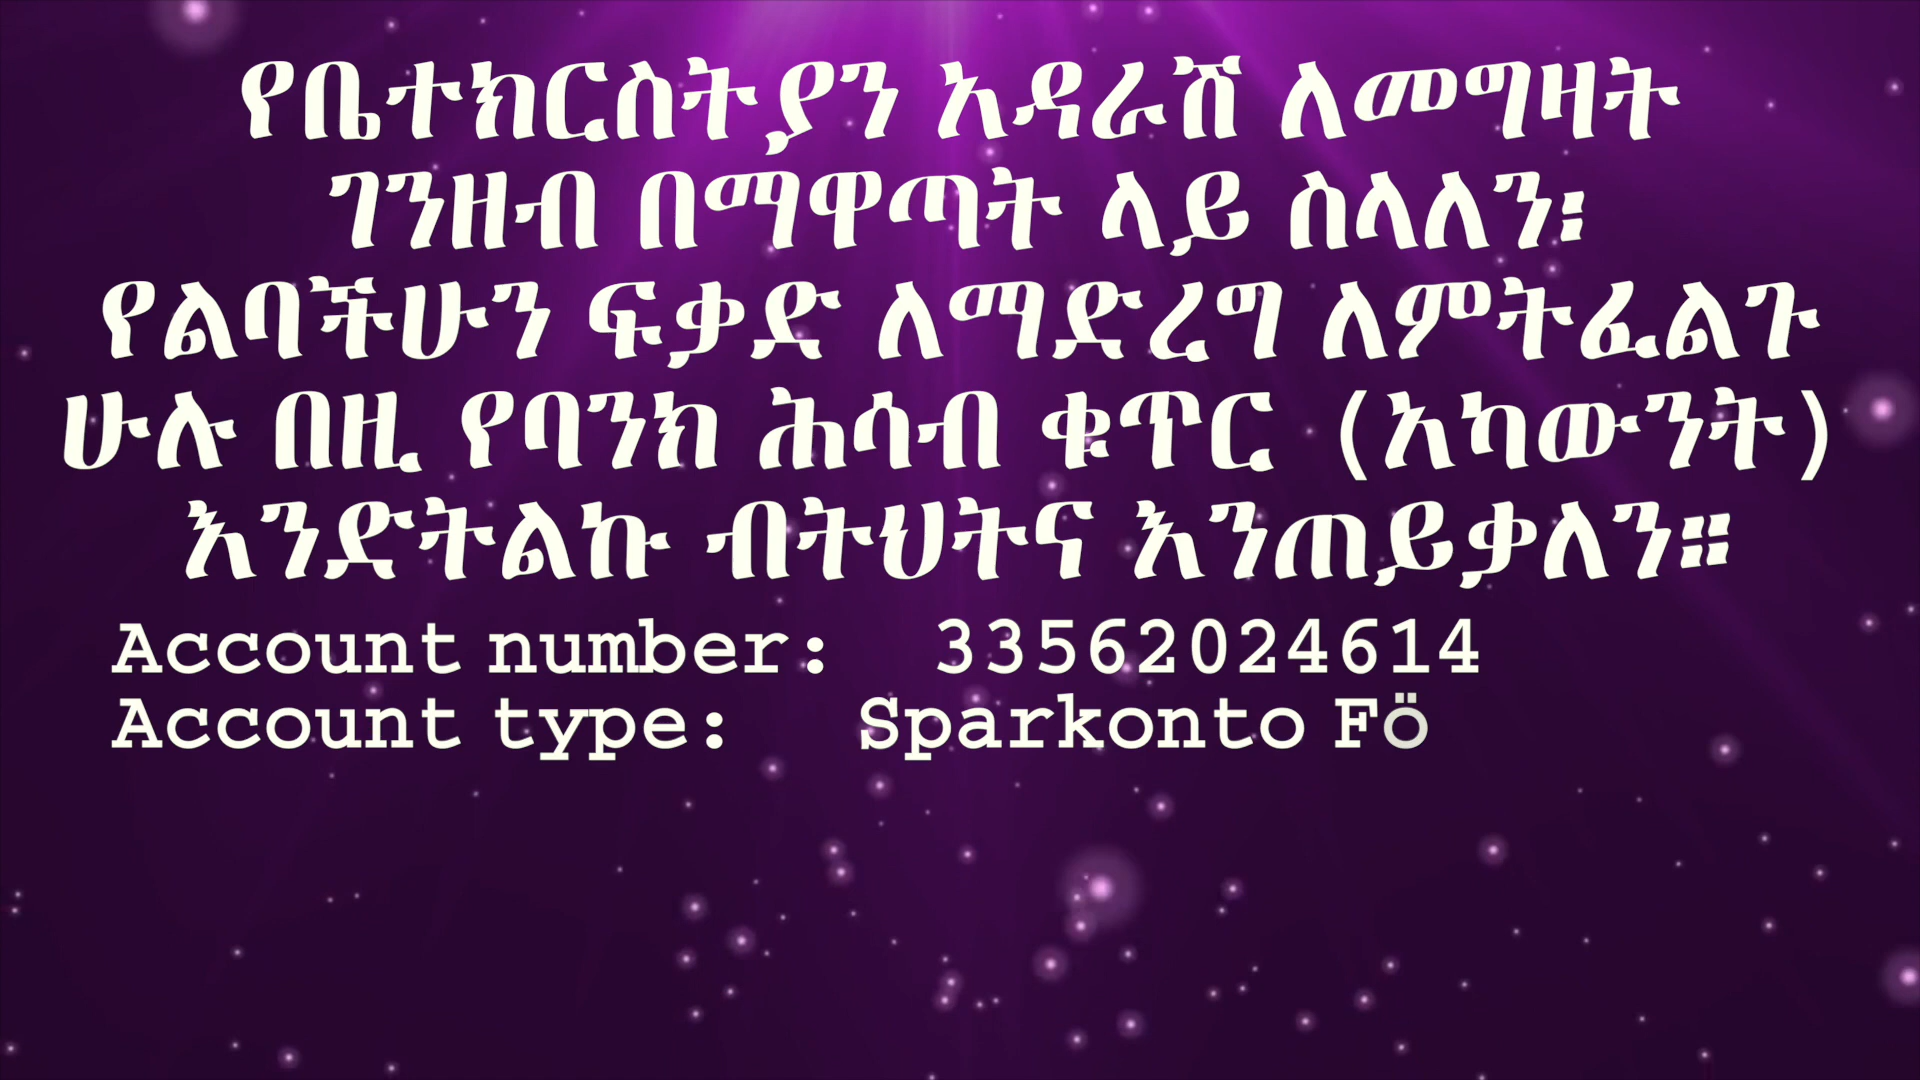 የቤተክርስትያን አዳራሽ ለመግዛት
ገንዘብ በማዋጣት ላይ ስላለን፥
የልባችሁን ፍቃድ ለማድረግ ለምትፈልጉ
ሁሉ በዚ የባንክ ሕሳብ ቁጥር (አካውንት)
እንድትልኩ ብትህትና እንጠይቃለን።
Account number: 33562024614
Account type: Sparkonto Fö